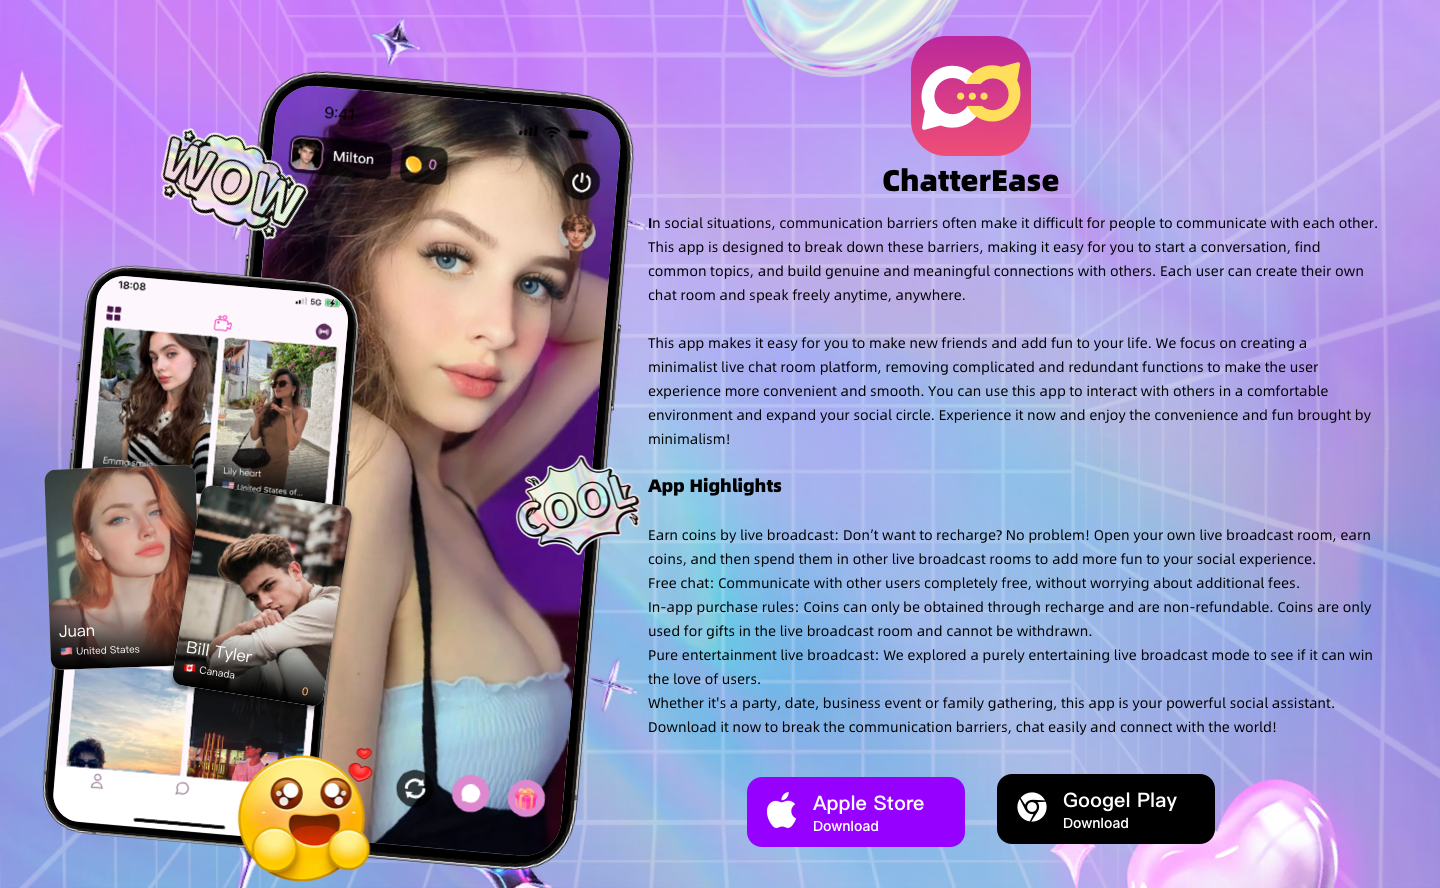 WOW
9:41
Milton
0
18:08
5G
Emma smile
Lily heart
United States of...
Juan
United States
Bill Tyler
Canada
0
COOL
ChatterEase
In social situations, communication barriers often make it difficult for people to communicate with each other.
This app is designed to break down these barriers, making it easy for you to start a conversation, find
common topics, and build genuine and meaningful connections with others. Each user can create their own
chat room and speak freely anytime, anywhere.
This app makes it easy for you to make new friends and add fun to your life. We focus on creating a
minimalist live chat room platform, removing complicated and redundant functions to make the user
experience more convenient and smooth. You can use this app to interact with others in a comfortable
environment and expand your social circle. Experience it now and enjoy the convenience and fun brought by
minimalism!
App Highlights
Earn coins by live broadcast: Don't want to recharge? No problem! Open your own live broadcast room, earn
coins, and then spend them in other live broadcast rooms to add more fun to your social experience.
Free chat: Communicate with other users completely free, without worrying about additional fees.
In-app purchase rules: Coins can only be obtained through recharge and are non-refundable. Coins are only
used for gifts in the live broadcast room and cannot be withdrawn.
Pure entertainment live broadcast: We explored a purely entertaining live broadcast mode to see if it can win
the love of users.
Whether it's a party, date, business event or family gathering, this app is your powerful social assistant.
Download it now to break the communication barriers, chat easily and connect with the world!
Apple Store
Download
Googel Play
Download